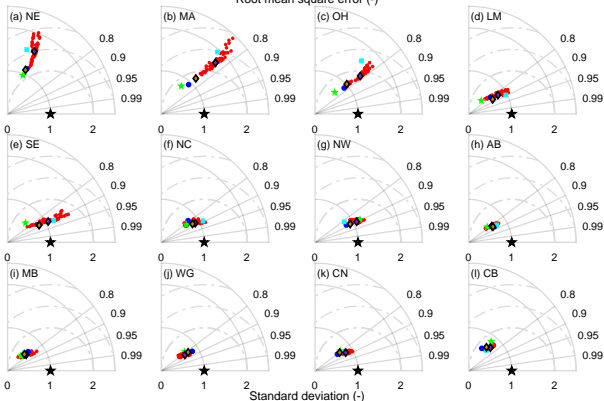 Root mean square error (-)
(a) NE
(b) MA
(c) OH
(d) LM
0.8
0.8
0.8
0.8
0.9
0.9
0.9
0.9
0.95
0.95
0.95
0.95
0.99
0.99
0.99
0.99
0 1 2
0 1 2
0 1 2
0 1 2
(e) SE
(f) NC
(g) NW
(h) AB
0.8
0.8
0.8
0.8
0.9
0.9
0.9
0.9
0.95
0.95
0.95
0.95
0.99
0.99
0.99
0.99
0 1 2
0 1 2
0 1 2
0 1 2
(i) MB
(j) WG
(k) CN
(l) CB
0.8
0.8
0.8
0.8
0.9
0.9
0.9
0.9
0.95
0.95
0.95
0.95
0.99
0.99
0.99
0.99
0 1 2
0 1 2
0 1 2
0 1 2
Standard deviation (-)